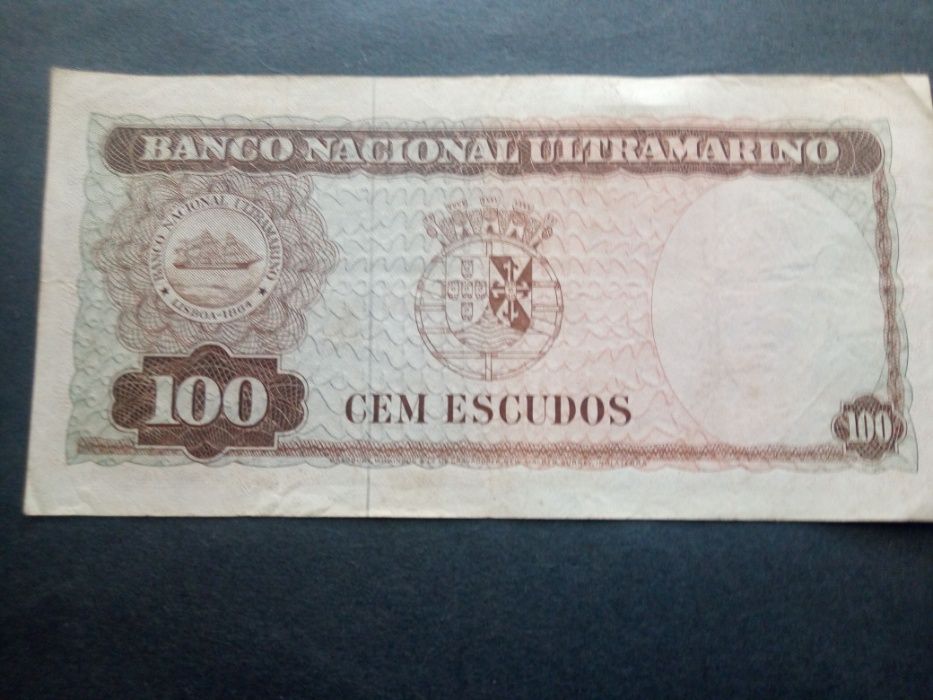 BANCO NACIONAL ULTRAMARINO
BANCO NACIONAL ULTRAMARINO
LISBOA-1864
100
CEM ESCUDOS
100